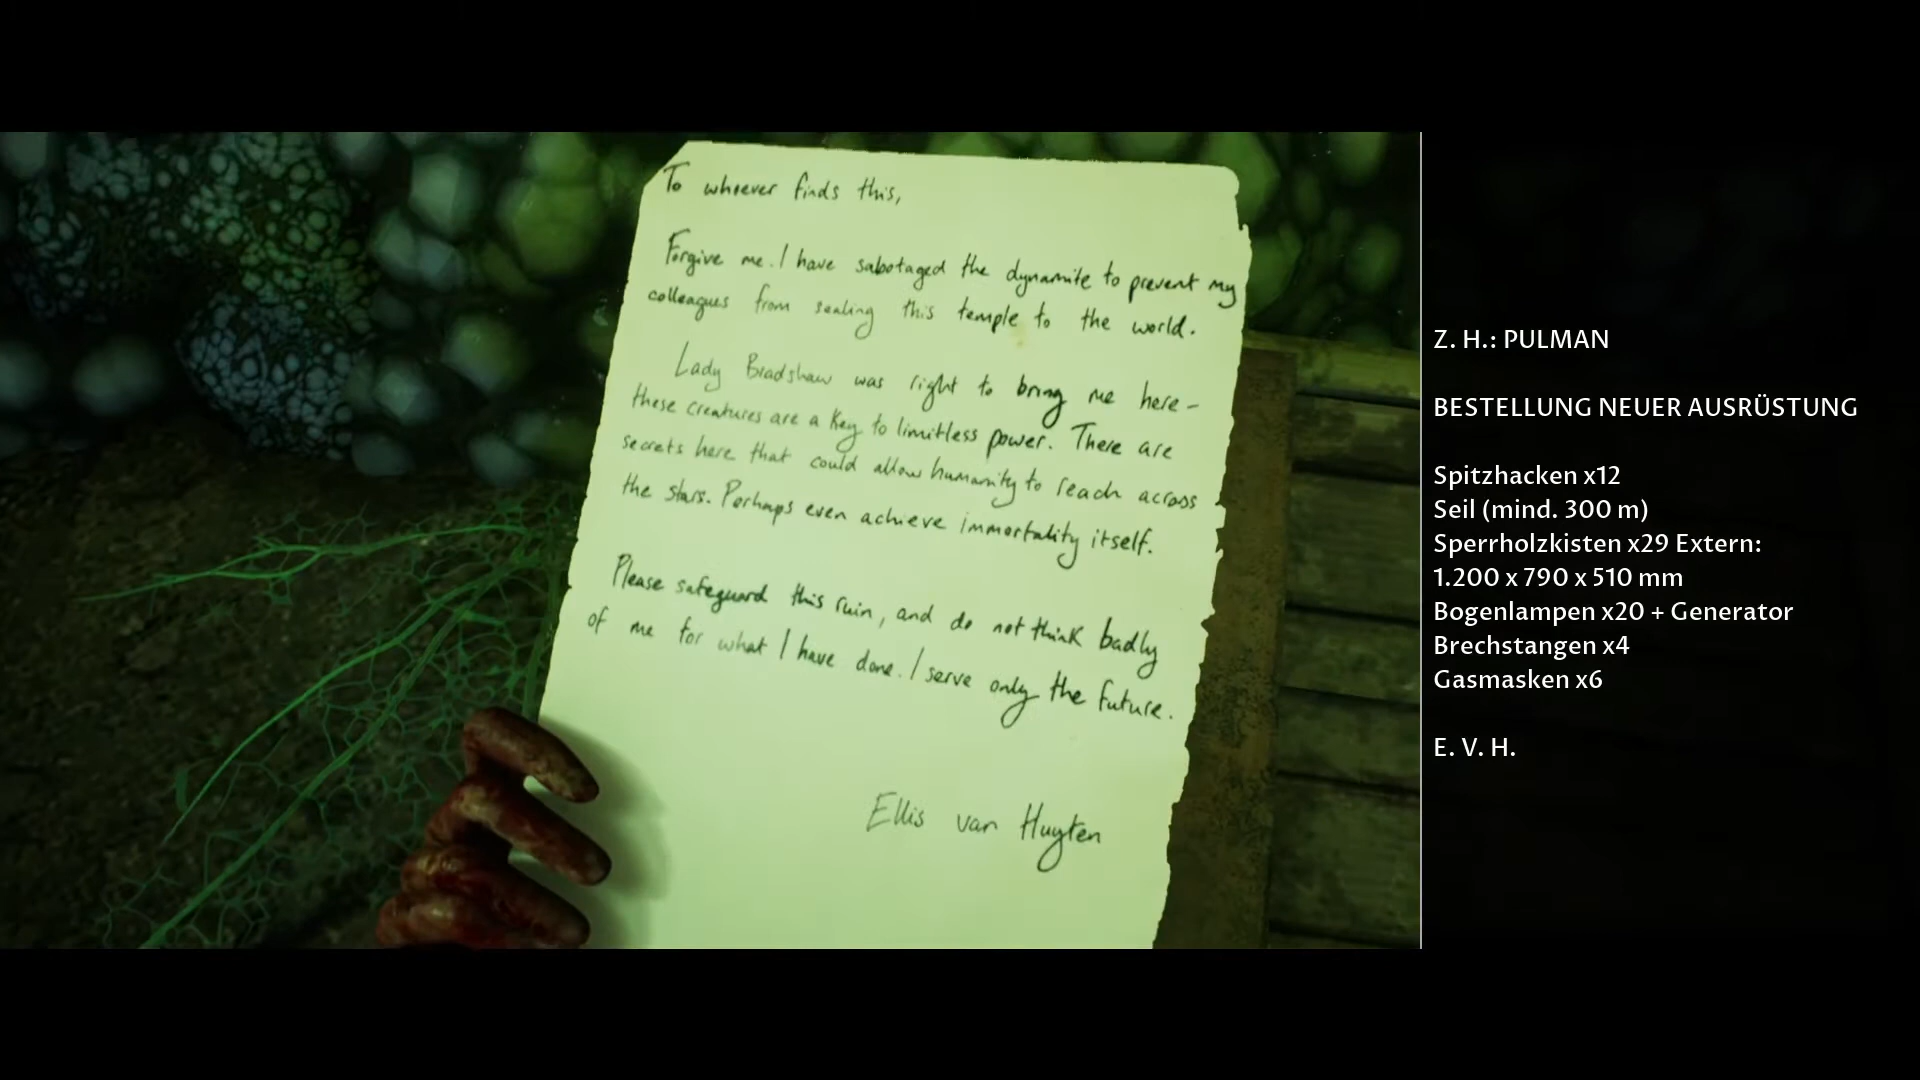 To whoever finds this,
Forgive me. I have sabotaged the dynamite to prevent my
colleagues from sealing this temple to the world.
Lady Bradshaw was right to bring me here -
these creatures are a key to limitless power. There are
secrets here that could allow humanity to reach across
the stars. Perhaps even achieve immortality itself.
Please safeguard this ruin, and do not think badly
of me for what I have done. I serve only the future.
Ellis van Huyten
Z. H.: PULMAN
BESTELLUNG NEUER AUSRÜSTUNG
Spitzhacken x12
Seil (mind. 300 m)
Sperrholzkisten x29 Extern:
1.200 x 790 x 510 mm
Bogenlampen x20 + Generator
Brechstangen x4
Gasmasken x6
E. V. H.